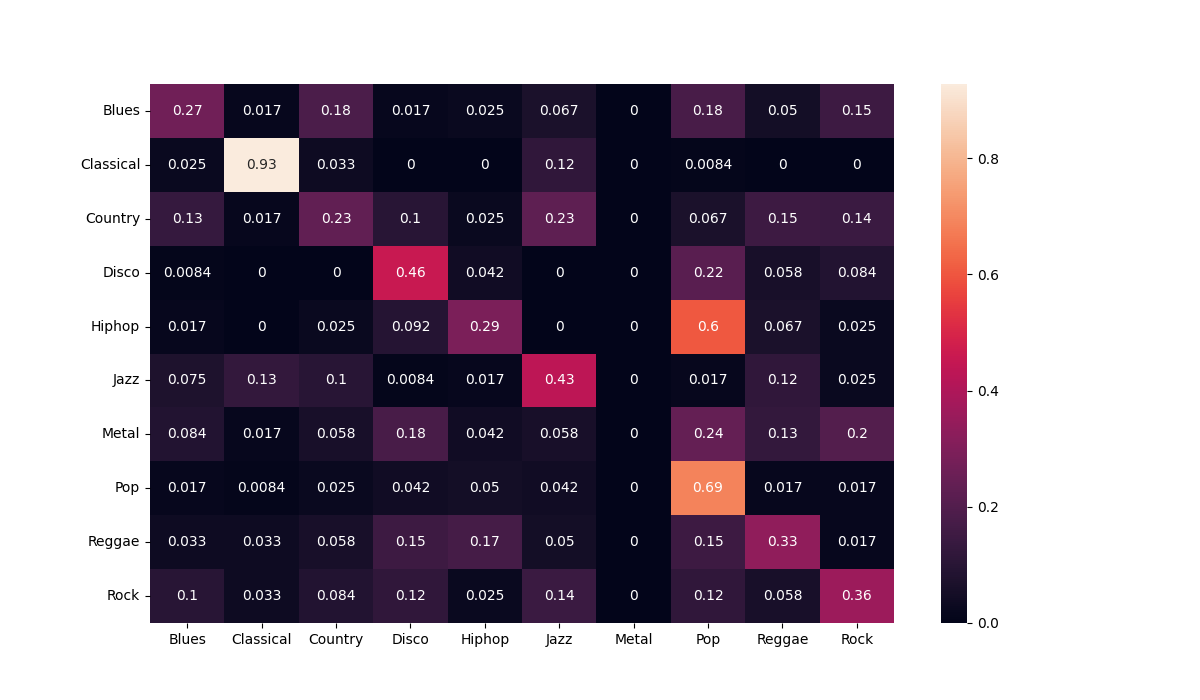 Blues 0.27 0.017 0.18 0.017 0.025 0.067 0 0.18 0.05 0.15
Classical 0.025 0.93 0.033 0 0 0.12 0 0.0084 0 0
Country 0.13 0.017 0.23 0.1 0.025 0.23 0 0.067 0.15 0.14
Disco 0.0084 0 0 0.46 0.042 0 0 0.22 0.058 0.084
Hiphop 0.017 0 0.025 0.092 0.29 0 0 0.6 0.067 0.025
Jazz 0.075 0.13 0.1 0.0084 0.017 0.43 0 0.017 0.12 0.025
Metal 0.084 0.017 0.058 0.18 0.042 0.058 0 0.24 0.13 0.2
Pop 0.017 0.0084 0.025 0.042 0.05 0.042 0 0.69 0.017 0.017
Reggae 0.033 0.033 0.058 0.15 0.17 0.05 0 0.15 0.33 0.017
Rock 0.1 0.033 0.084 0.12 0.025 0.14 0 0.12 0.058 0.36
Blues Classical Country Disco Hiphop Jazz Metal Pop Reggae Rock
0.8
0.6
0.4
0.2
0.0